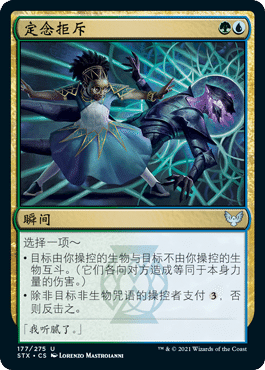 定念拒斥
瞬间
选择一项～
• 目标由你操控的生物与目标不由你操控的生
物互斗。（它们各向对方造成等同于本身力
量的伤害。）
• 除非目标非生物咒语的操控者支付3，否
则反击之。
「我听腻了。」
177/275 U
STX • CS LORENZO MASTROIANNI
™ & © 2021 Wizards of the Coast